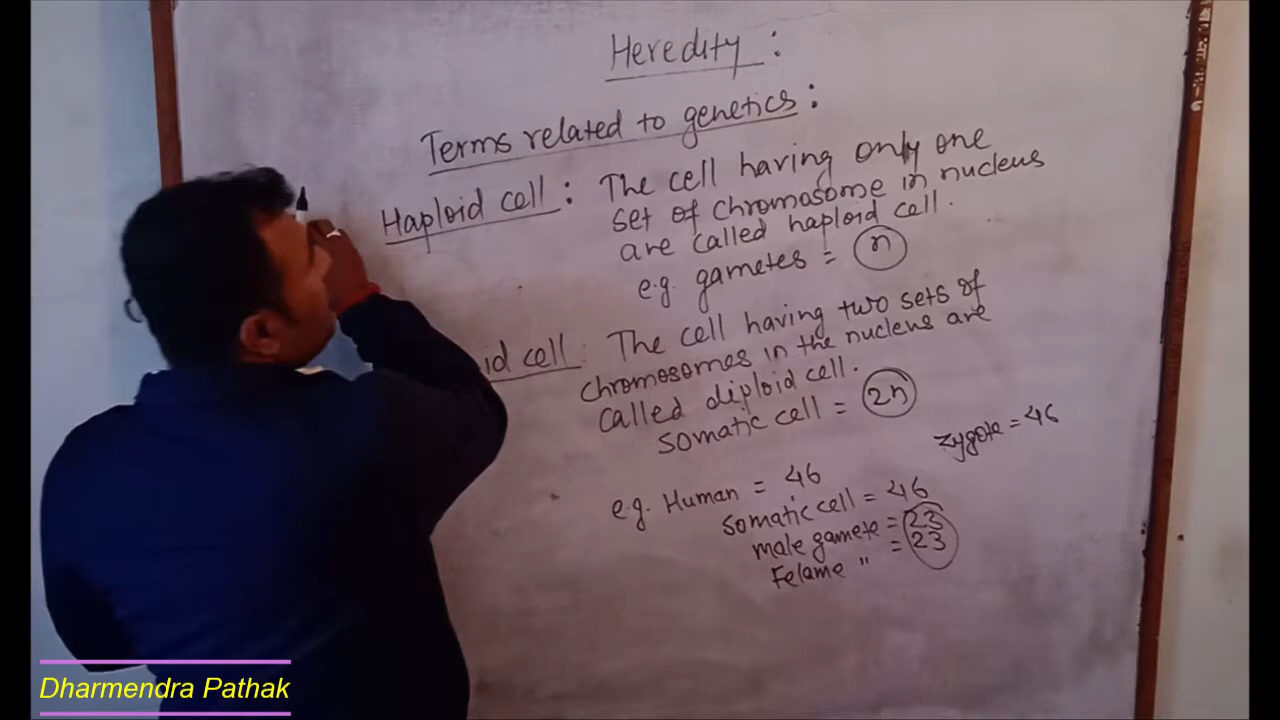 Heredity :
Terms related to genetics :
Haploid cell : The cell having only one
set of chromosome in nucleus
are called haploid cell.
e.g. gametes = n
id cell : The cell having two sets of
chromosomes in the nucleus are
called diploid cell.
somatic cell = 2n
zygote = 46
e.g. Human = 46
somatic cell = 46
male gamete = 23
Felame " = 23
Dharmendra Pathak